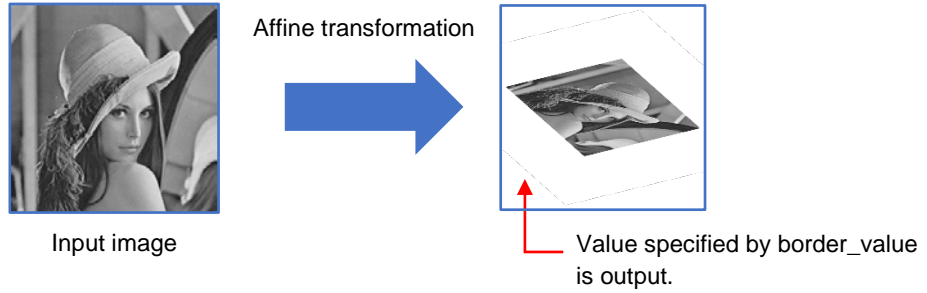 Affine transformation
Input image
Value specified by border_value
is output.